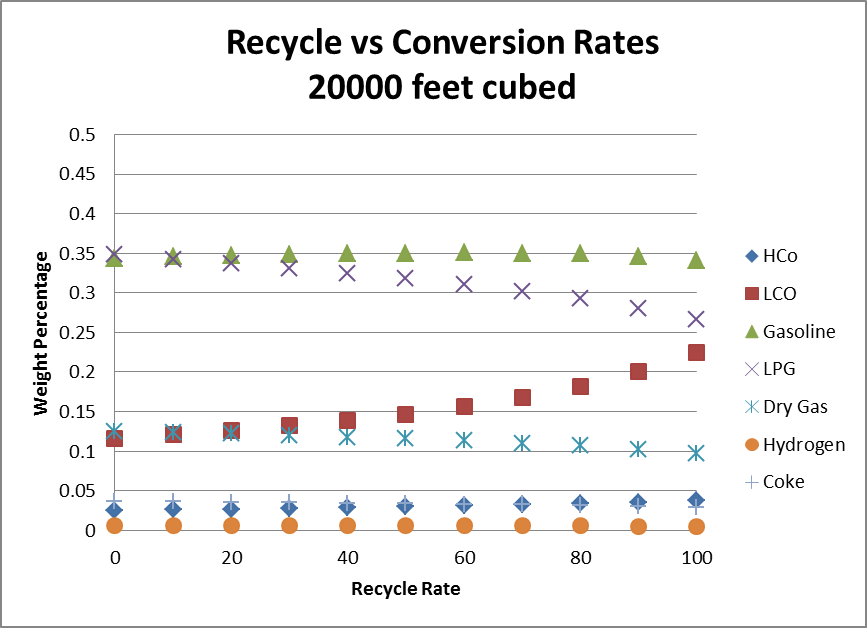 Recycle vs Conversion Rates
20000 feet cubed
0.5
0.45
0.4
0.35
0.3
0.25
0.2
0.15
0.1
0.05
0
Weight Percentage
0 20 40 60 80 100
Recycle Rate
HCo
LCO
Gasoline
LPG
Dry Gas
Hydrogen
Coke